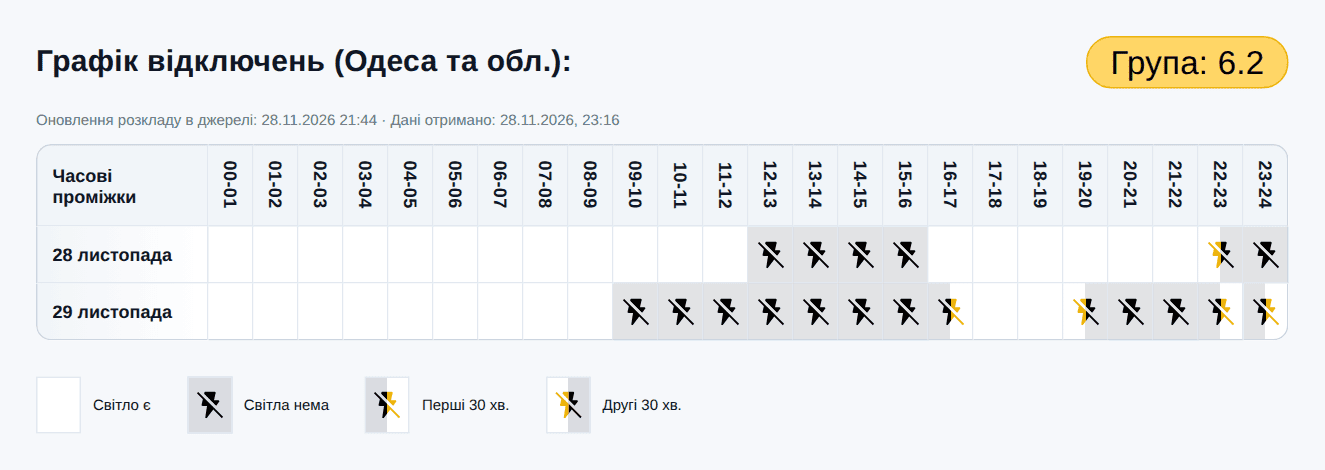 Графік відключень (Одеса та обл.):
Група: 6.2
Оновлення розкладу в джерелі: 28.11.2026 21:44 · Дані отримано: 28.11.2026, 23:16
Часові
проміжки
00-01
01-02
02-03
03-04
04-05
05-06
06-07
07-08
08-09
09-10
10-11
11-12
12-13
13-14
14-15
15-16
16-17
17-18
18-19
19-20
20-21
21-22
22-23
23-24
28 листопада
29 листопада
Світло є
Світла нема
Перші 30 хв.
Другі 30 хв.